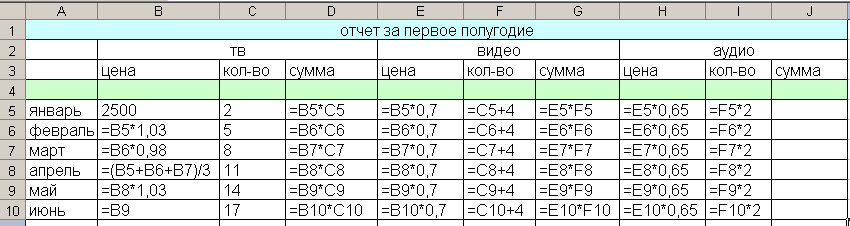 A B C D E F G H I J
1 отчет за первое полугодие
2 тв видео аудио
3 цена кол-во сумма цена кол-во сумма цена кол-во сумма
4
5 январь 2500 2 =B5*C5 =B5*0,7 =C5+4 =E5*F5 =E5*0,65 =F5*2
6 февраль =B5*1,03 5 =B6*C6 =B6*0,7 =C6+4 =E6*F6 =E6*0,65 =F6*2
7 март =B6*0,98 8 =B7*C7 =B7*0,7 =C7+4 =E7*F7 =E7*0,65 =F7*2
8 апрель =(B5+B6+B7)/3 11 =B8*C8 =B8*0,7 =C8+4 =E8*F8 =E8*0,65 =F8*2
9 май =B8*1,03 14 =B9*C9 =B9*0,7 =C9+4 =E9*F9 =E9*0,65 =F9*2
10 июнь =B9 17 =B10*C10 =B10*0,7 =C10+4 =E10*F10 =E10*0,65 =F10*2